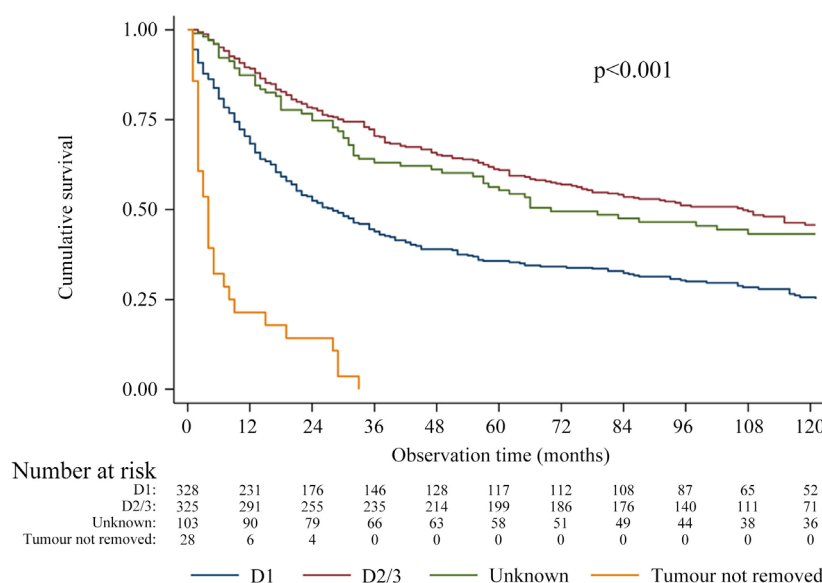 1.00
0.75
0.50
0.25
0.00
Cumulative survival
p<0.001
0 12 24 36 48 60 72 84 96 108 120
Observation time (months)
Number at risk
D1: 328 231 176 146 128 117 112 108 87 65 52
D2/3: 325 291 255 235 214 199 186 176 140 111 71
Unknown: 103 90 79 66 63 58 51 49 44 38 36
Tumour not removed: 28 6 4 0 0 0 0 0 0 0 0
D1 D2/3 Unknown Tumour not removed